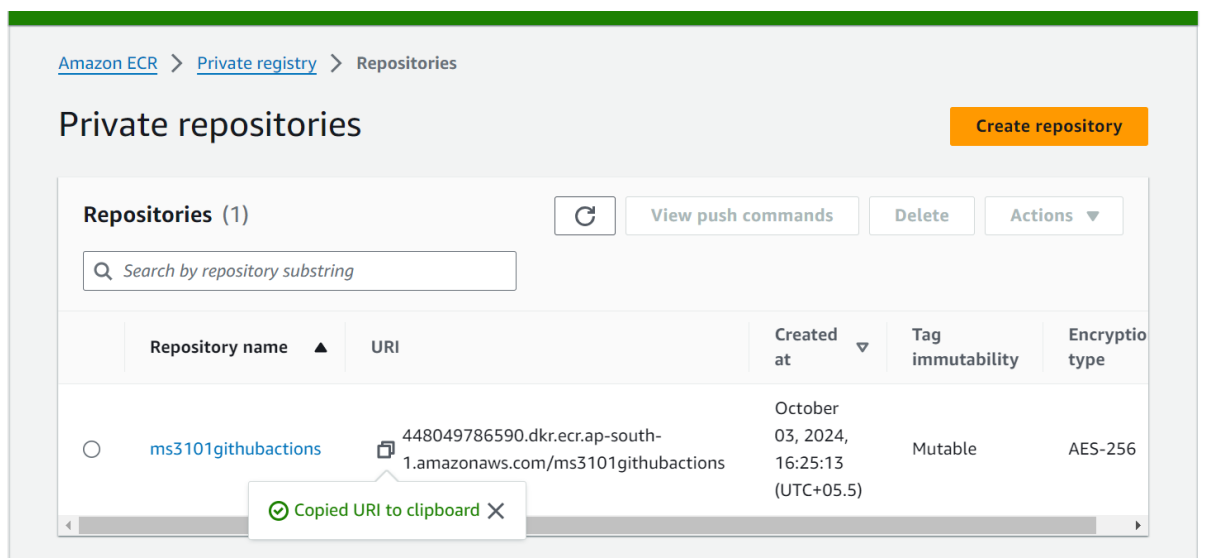 Amazon ECR > Private registry > Repositories
Private repositories
Create repository
Repositories (1)
View push commands
Delete
Actions
Search by repository substring
Repository name
URI
Created
at
Tag
immutability
Encryptio
type
ms3101githubactions
448049786590.dkr.ecr.ap-south-
1.amazonaws.com/ms3101githubactions
October
03, 2024,
16:25:13
(UTC+05.5)
Mutable
AES-256
Copied URI to clipboard